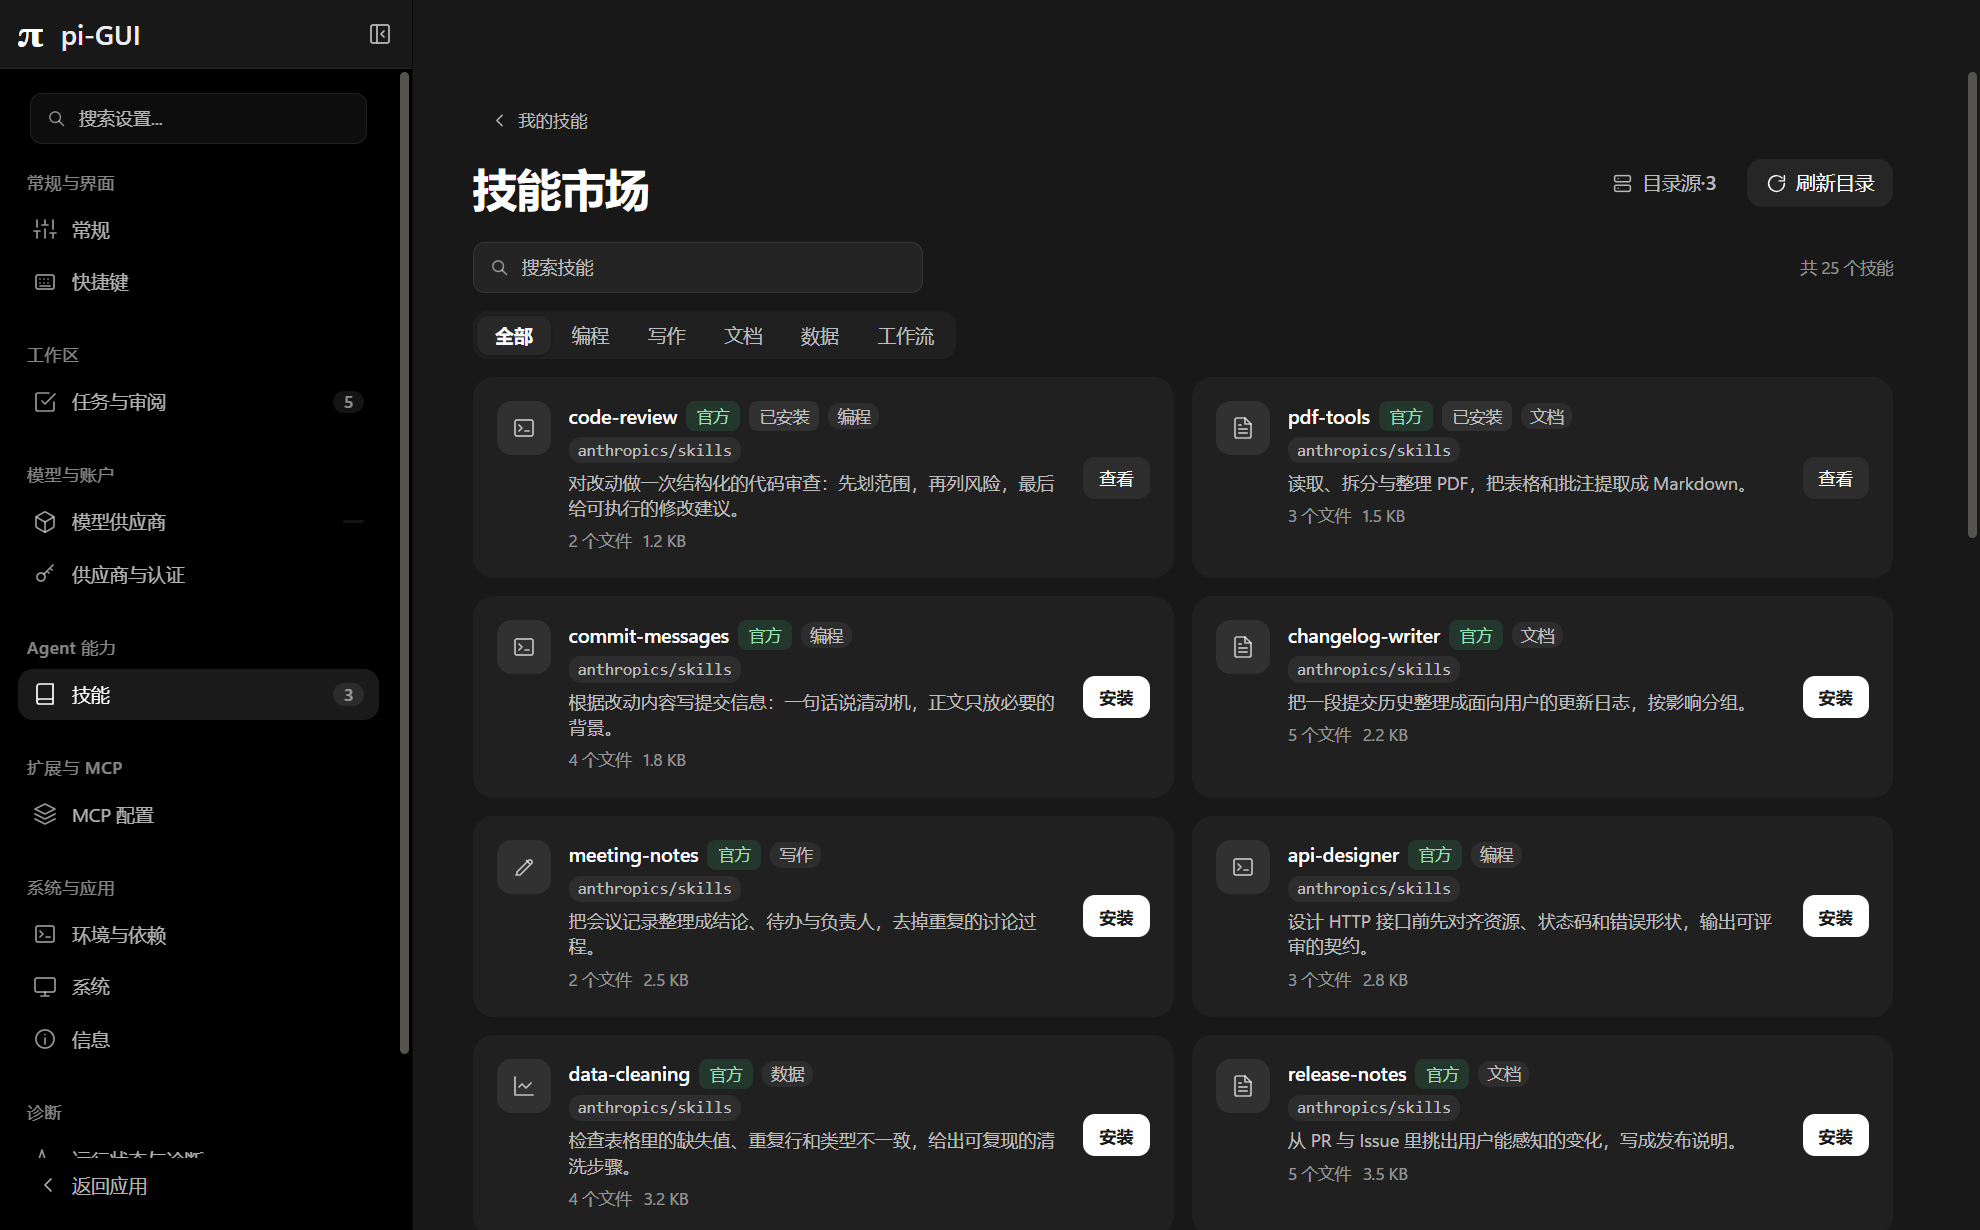 π pi-GUI
搜索设置...
常规与界面
常规
快捷键
工作区
任务与审阅 5
模型与账户
模型供应商
供应商与认证
Agent 能力
技能 3
扩展与 MCP
MCP 配置
系统与应用
环境与依赖
系统
信息
诊断
运行状态与诊断
返回应用
我的技能
技能市场
目录源·3 刷新目录
搜索技能
共 25 个技能
全部 编程 写作 文档 数据 工作流
code-review 官方 已安装 编程
anthropics/skills
对改动做一次结构化的代码审查：先划范围，再列风险，最后
给可执行的修改建议。
2 个文件 1.2 KB
查看
pdf-tools 官方 已安装 文档
anthropics/skills
读取、拆分与整理 PDF，把表格和批注提取成 Markdown。
3 个文件 1.5 KB
查看
commit-messages 官方 编程
anthropics/skills
根据改动内容写提交信息：一句话说清动机，正文只放必要的
背景。
4 个文件 1.8 KB
安装
changelog-writer 官方 文档
anthropics/skills
把一段提交历史整理成面向用户的更新日志，按影响分组。
5 个文件 2.2 KB
安装
meeting-notes 官方 写作
anthropics/skills
把会议记录整理成结论、待办与负责人，去掉重复的讨论过
程。
2 个文件 2.5 KB
安装
api-designer 官方 编程
anthropics/skills
设计 HTTP 接口前先对齐资源、状态码和错误形状，输出可评
审的契约。
3 个文件 2.8 KB
安装
data-cleaning 官方 数据
anthropics/skills
检查表格里的缺失值、重复行和类型不一致，给出可复现的清
洗步骤。
4 个文件 3.2 KB
安装
release-notes 官方 文档
anthropics/skills
从 PR 与 Issue 里挑出用户能感知的变化，写成发布说明。
5 个文件 3.5 KB
安装